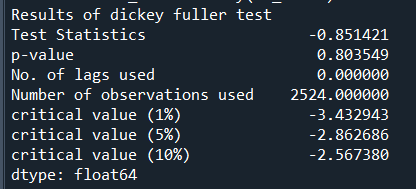 Results of dickey fuller test
Test Statistics -0.851421
p-value 0.803549
No. of lags used 0.000000
Number of observations used 2524.000000
critical value (1%) -3.432943
critical value (5%) -2.862686
critical value (10%) -2.567380
dtype: float64